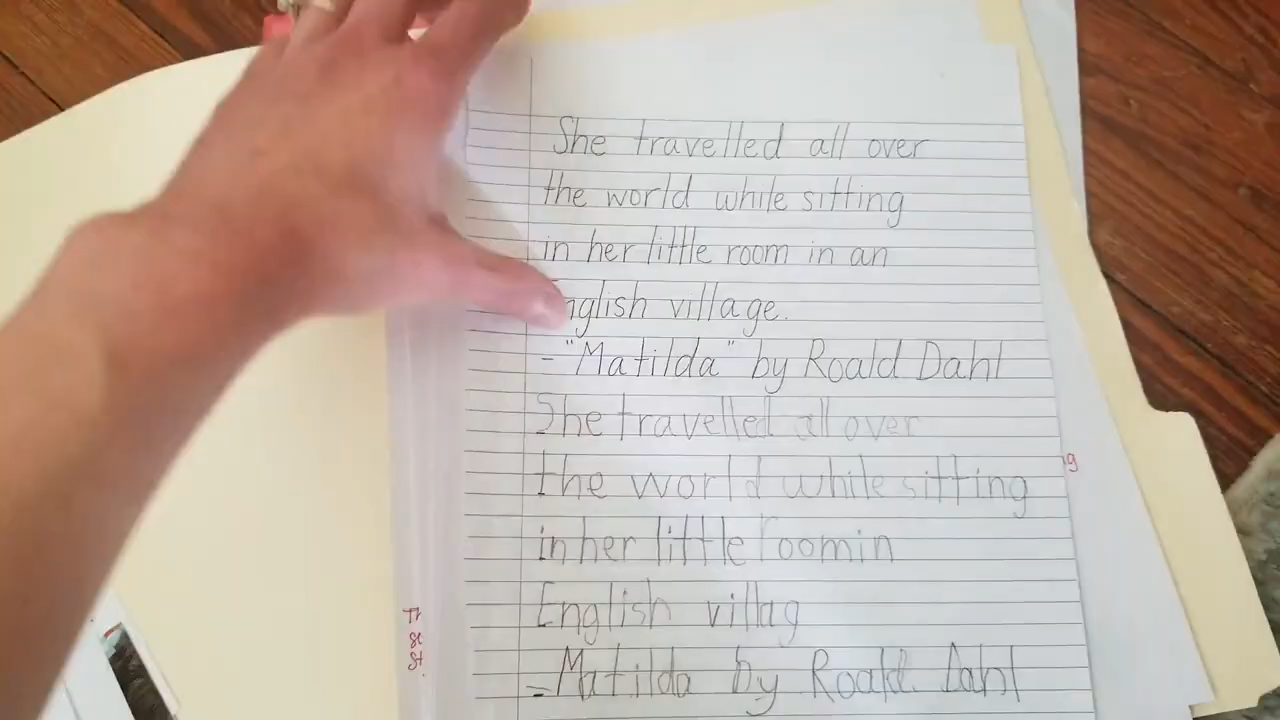 She travelled all over
the world while sitting
in her little room in an
nglish village.
- "Matilda" by Roald Dahl
She travelled all over
the world while sitting
in her little roomin
English villag
- Matilda by Roald Dahl
g